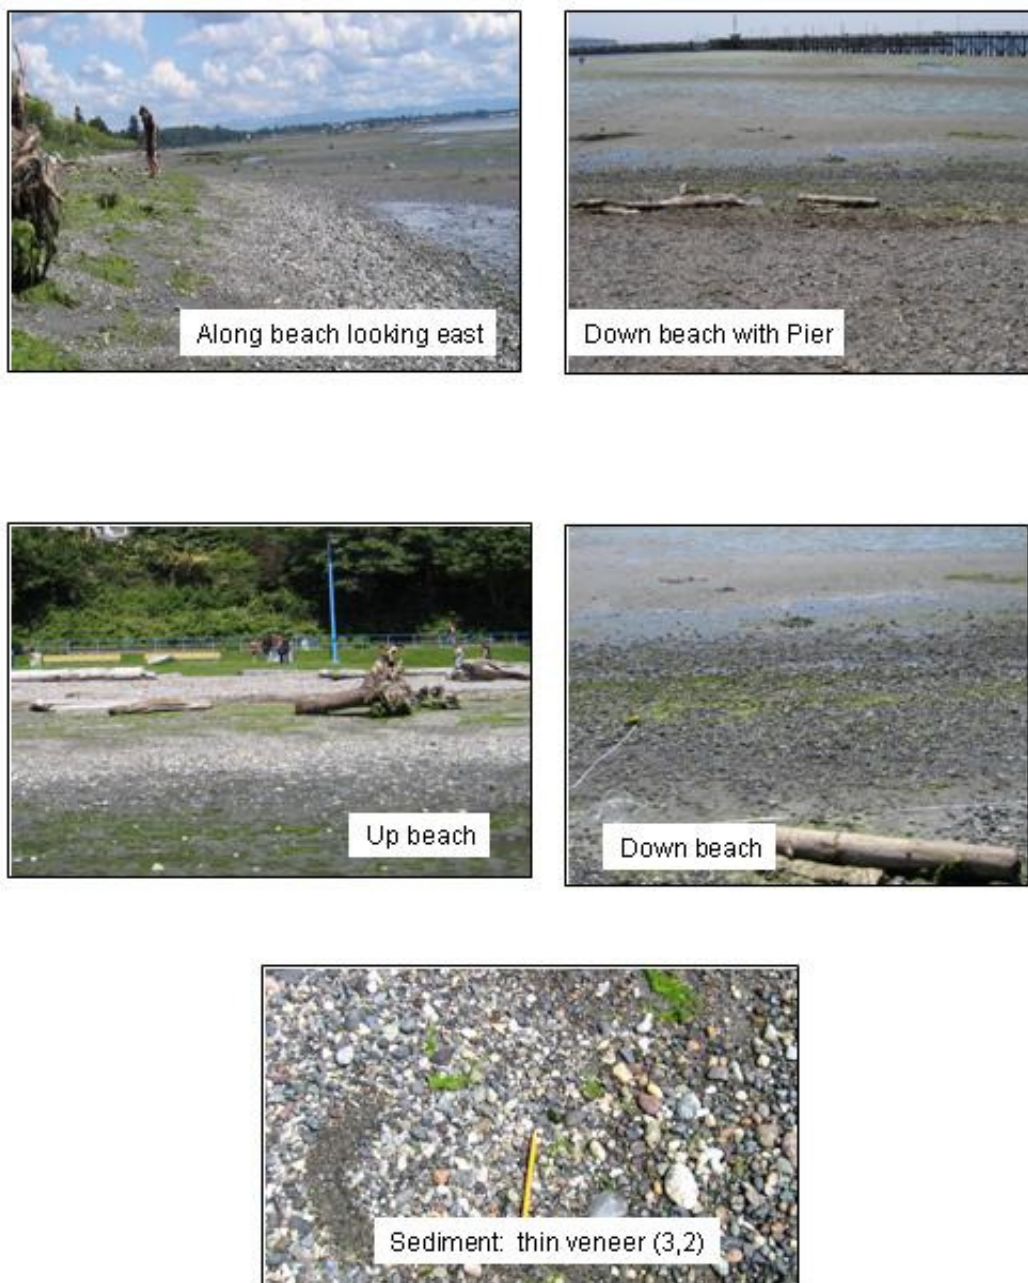 Along beach looking east
Down beach with Pier
Up beach
Down beach
Sediment: thin veneer (3,2)